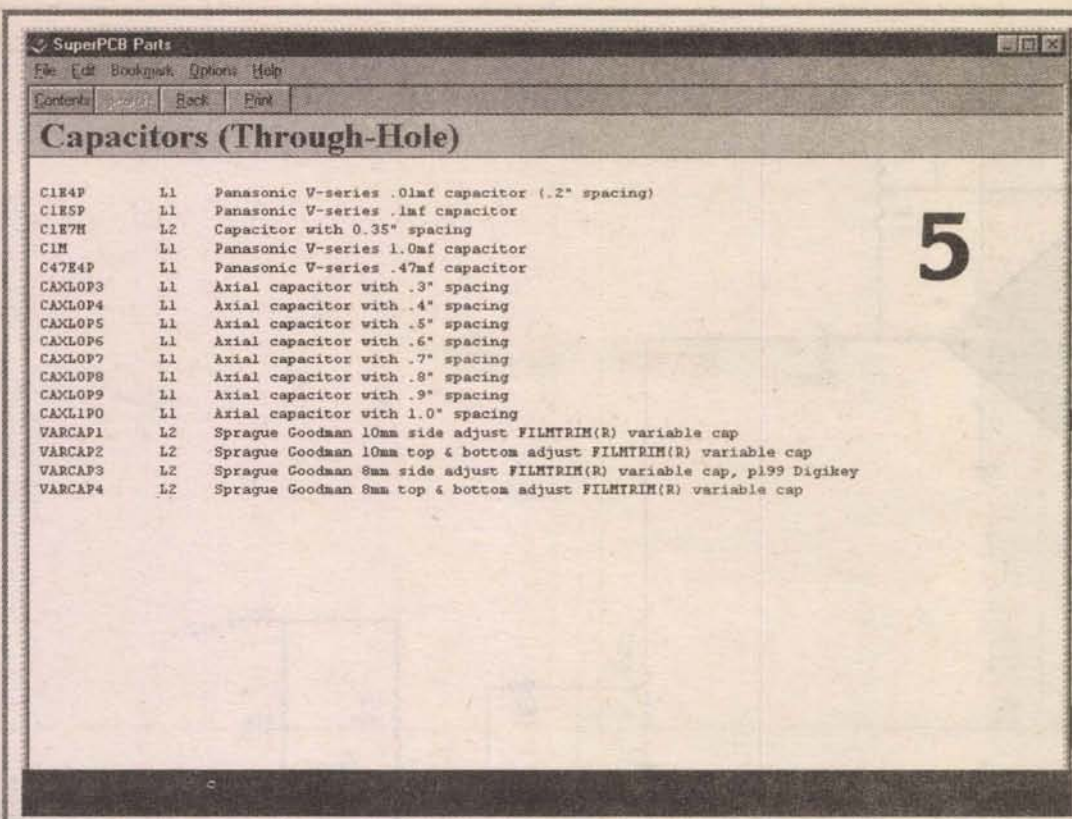 SuperPCB Parts
File Edit Bookmark Options Help
Contents Back Print
Capacitors (Through-Hole)
5
C1E4P L1 Panasonic V-series .01mf capacitor (.2" spacing)
C1E5P L1 Panasonic V-series .1mf capacitor
C1E7M L2 Capacitor with 0.35" spacing
C1M L1 Panasonic V-series 1.0mf capacitor
C47E4P L1 Panasonic V-series .47mf capacitor
CAXL0P3 L1 Axial capacitor with .3" spacing
CAXL0P4 L1 Axial capacitor with .4" spacing
CAXL0P5 L1 Axial capacitor with .5" spacing
CAXL0P6 L1 Axial capacitor with .6" spacing
CAXL0P7 L1 Axial capacitor with .7" spacing
CAXL0P8 L1 Axial capacitor with .8" spacing
CAXL0P9 L1 Axial capacitor with .9" spacing
CAXL1P0 L1 Axial capacitor with 1.0" spacing
VARCAP1 L2 Sprague Goodman 10mm side adjust FILMTRIM(R) variable cap
VARCAP2 L2 Sprague Goodman 10mm top & bottom adjust FILMTRIM(R) variable cap
VARCAP3 L2 Sprague Goodman 8mm side adjust FILMTRIM(R) variable cap, p199 Digikey
VARCAP4 L2 Sprague Goodman 8mm top & bottom adjust FILMTRIM(R) variable cap